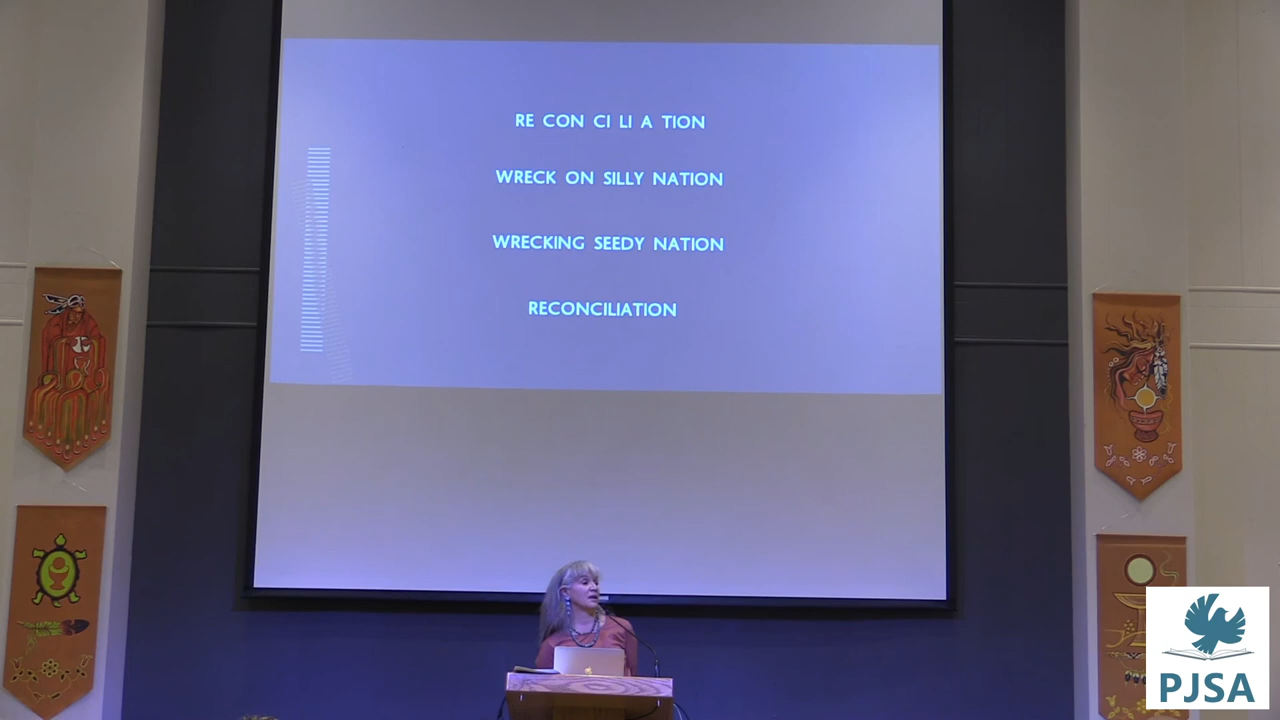 RE CON CI LI A TION
WRECK ON SILLY NATION
WRECKING SEEDY NATION
RECONCILIATION
PJSA